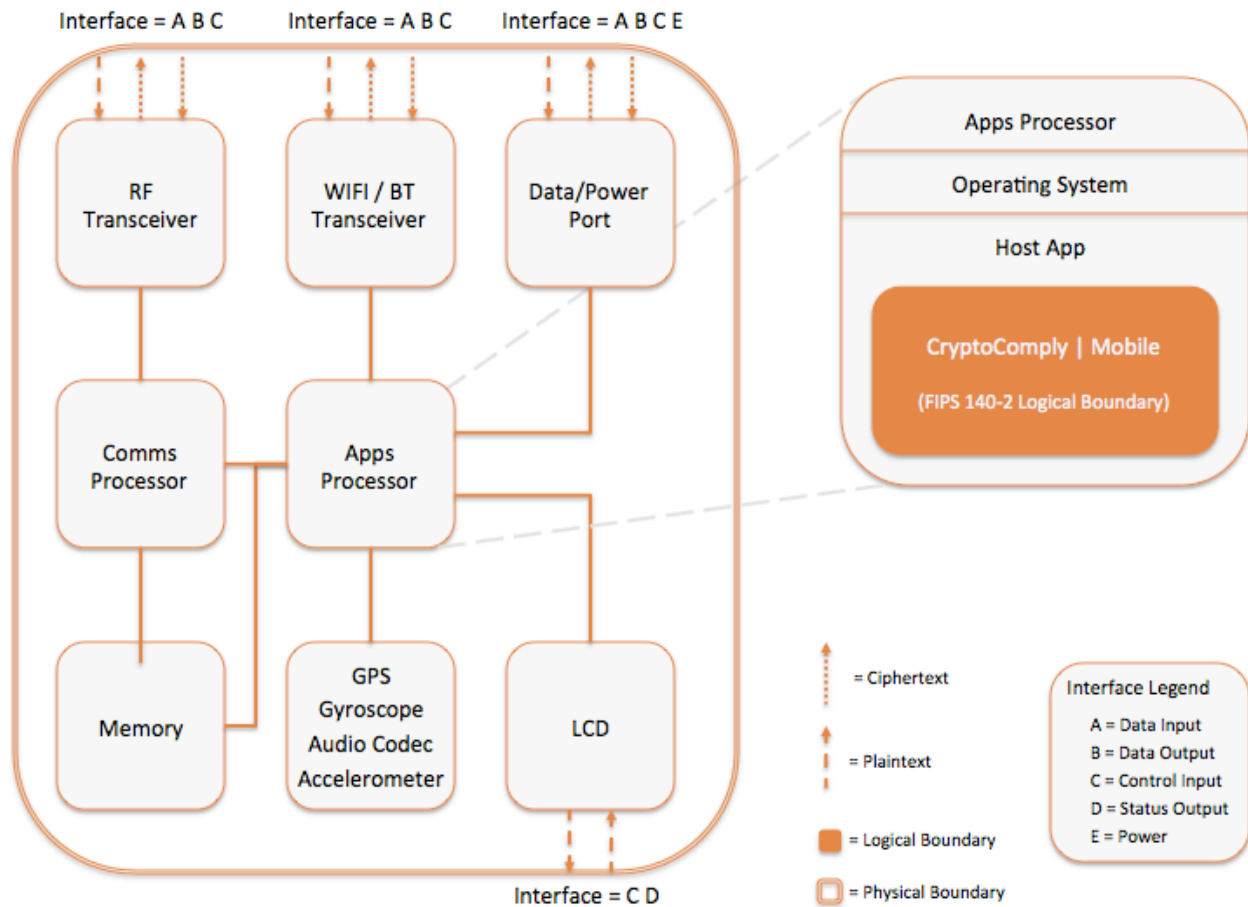 Interface = A B C
Interface = A B C
Interface = A B C E
RF
Transceiver
WIFI / BT
Transceiver
Data/Power
Port
Comms
Processor
Apps
Processor
Memory
GPS
Gyroscope
Audio Codec
Accelerometer
LCD
Interface = C D
Apps Processor
Operating System
Host App
CryptoComply | Mobile
(FIPS 140-2 Logical Boundary)
= Ciphertext
= Plaintext
= Logical Boundary
= Physical Boundary
Interface Legend
A = Data Input
B = Data Output
C = Control Input
D = Status Output
E = Power